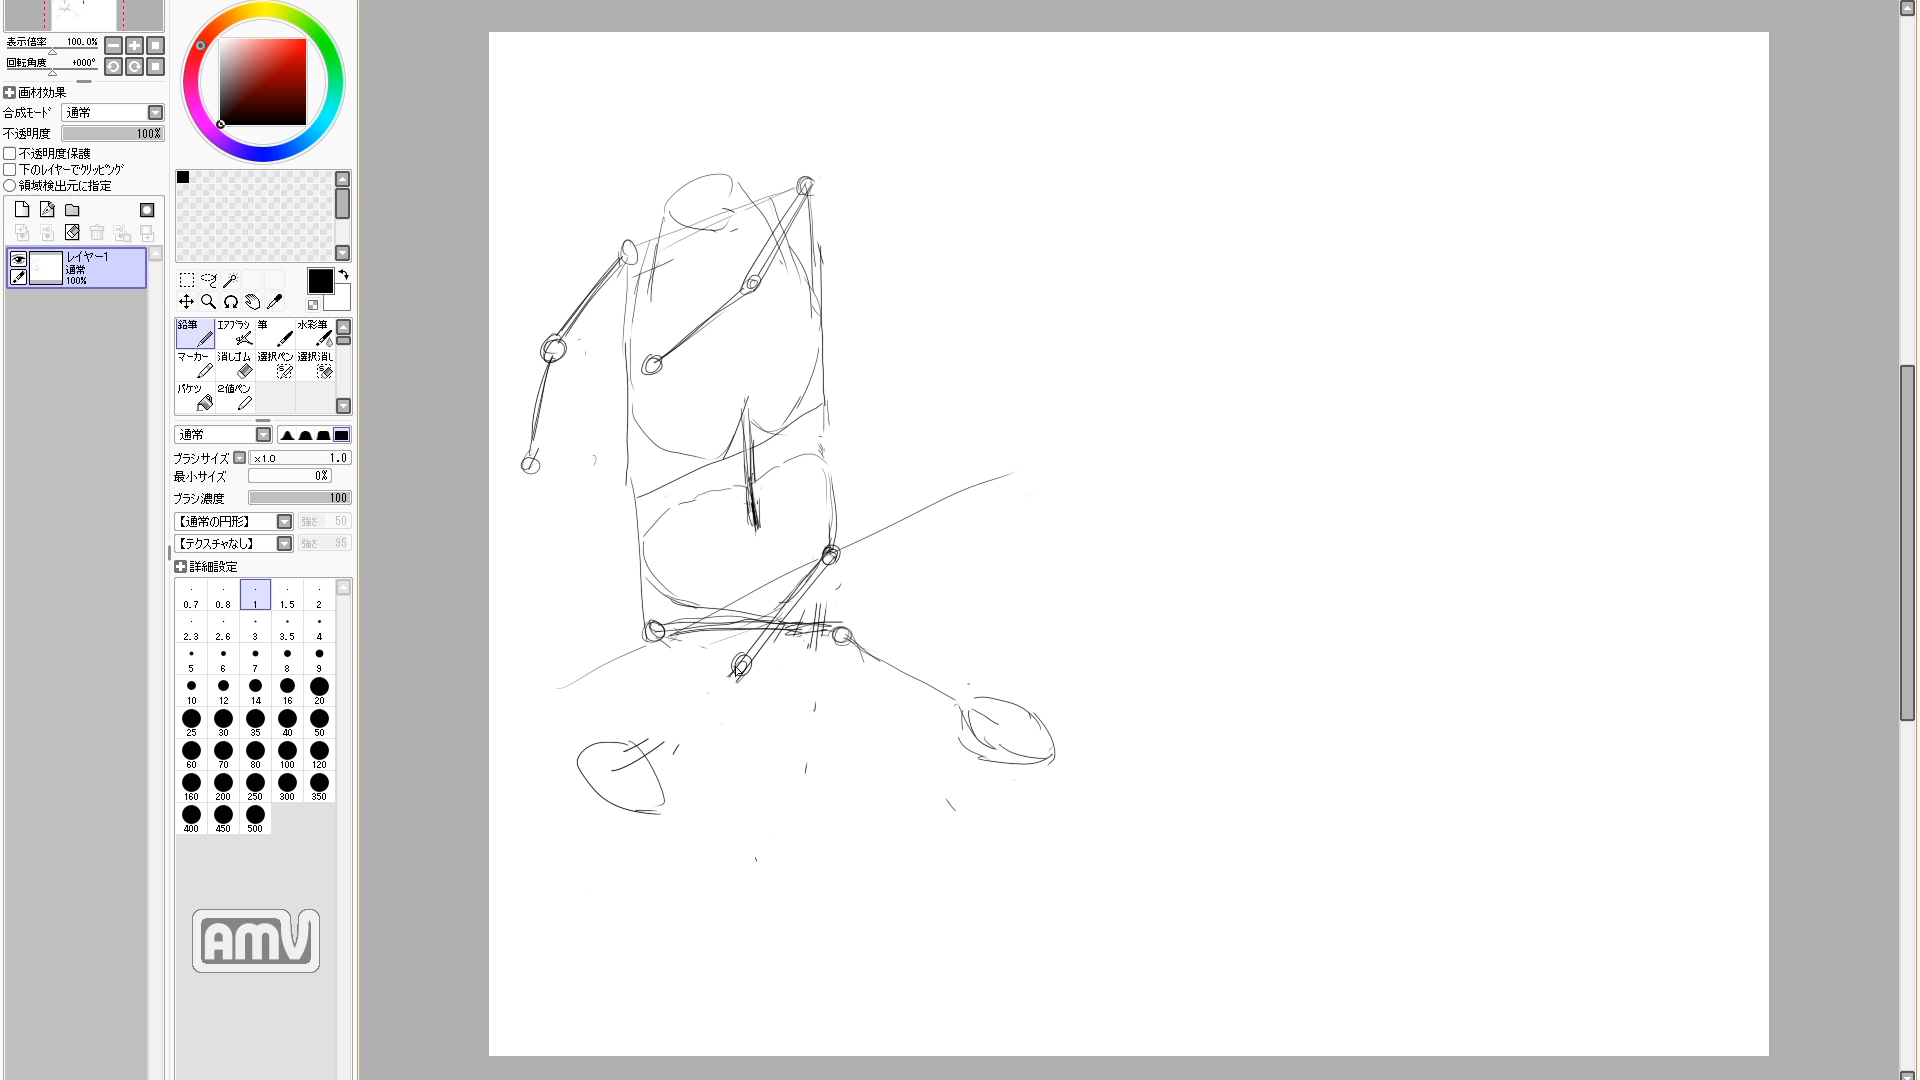 表示倍率 100.0%
回転角度 +000°
画材効果
合成モード 通常
不透明度 100%
不透明度保護
下のレイヤーでクリッピング
領域検出元に指定
レイヤー1
通常
100%
鉛筆 エアブラシ 筆 水彩筆
マーカー 消しゴム 選択ペン 選択消し
バケツ 2値ペン
通常
ブラシサイズ ×1.0 1.0
最小サイズ 0%
ブラシ濃度 100
【通常の円形】 強さ 50
【テクスチャなし】 強さ 95
詳細設定
0.7 0.8 1 1.5 2
2.3 2.6 3 3.5 4
5 6 7 8 9
10 12 14 16 20
25 30 35 40 50
60 70 80 100 120
160 200 250 300 350
400 450 500
AMV